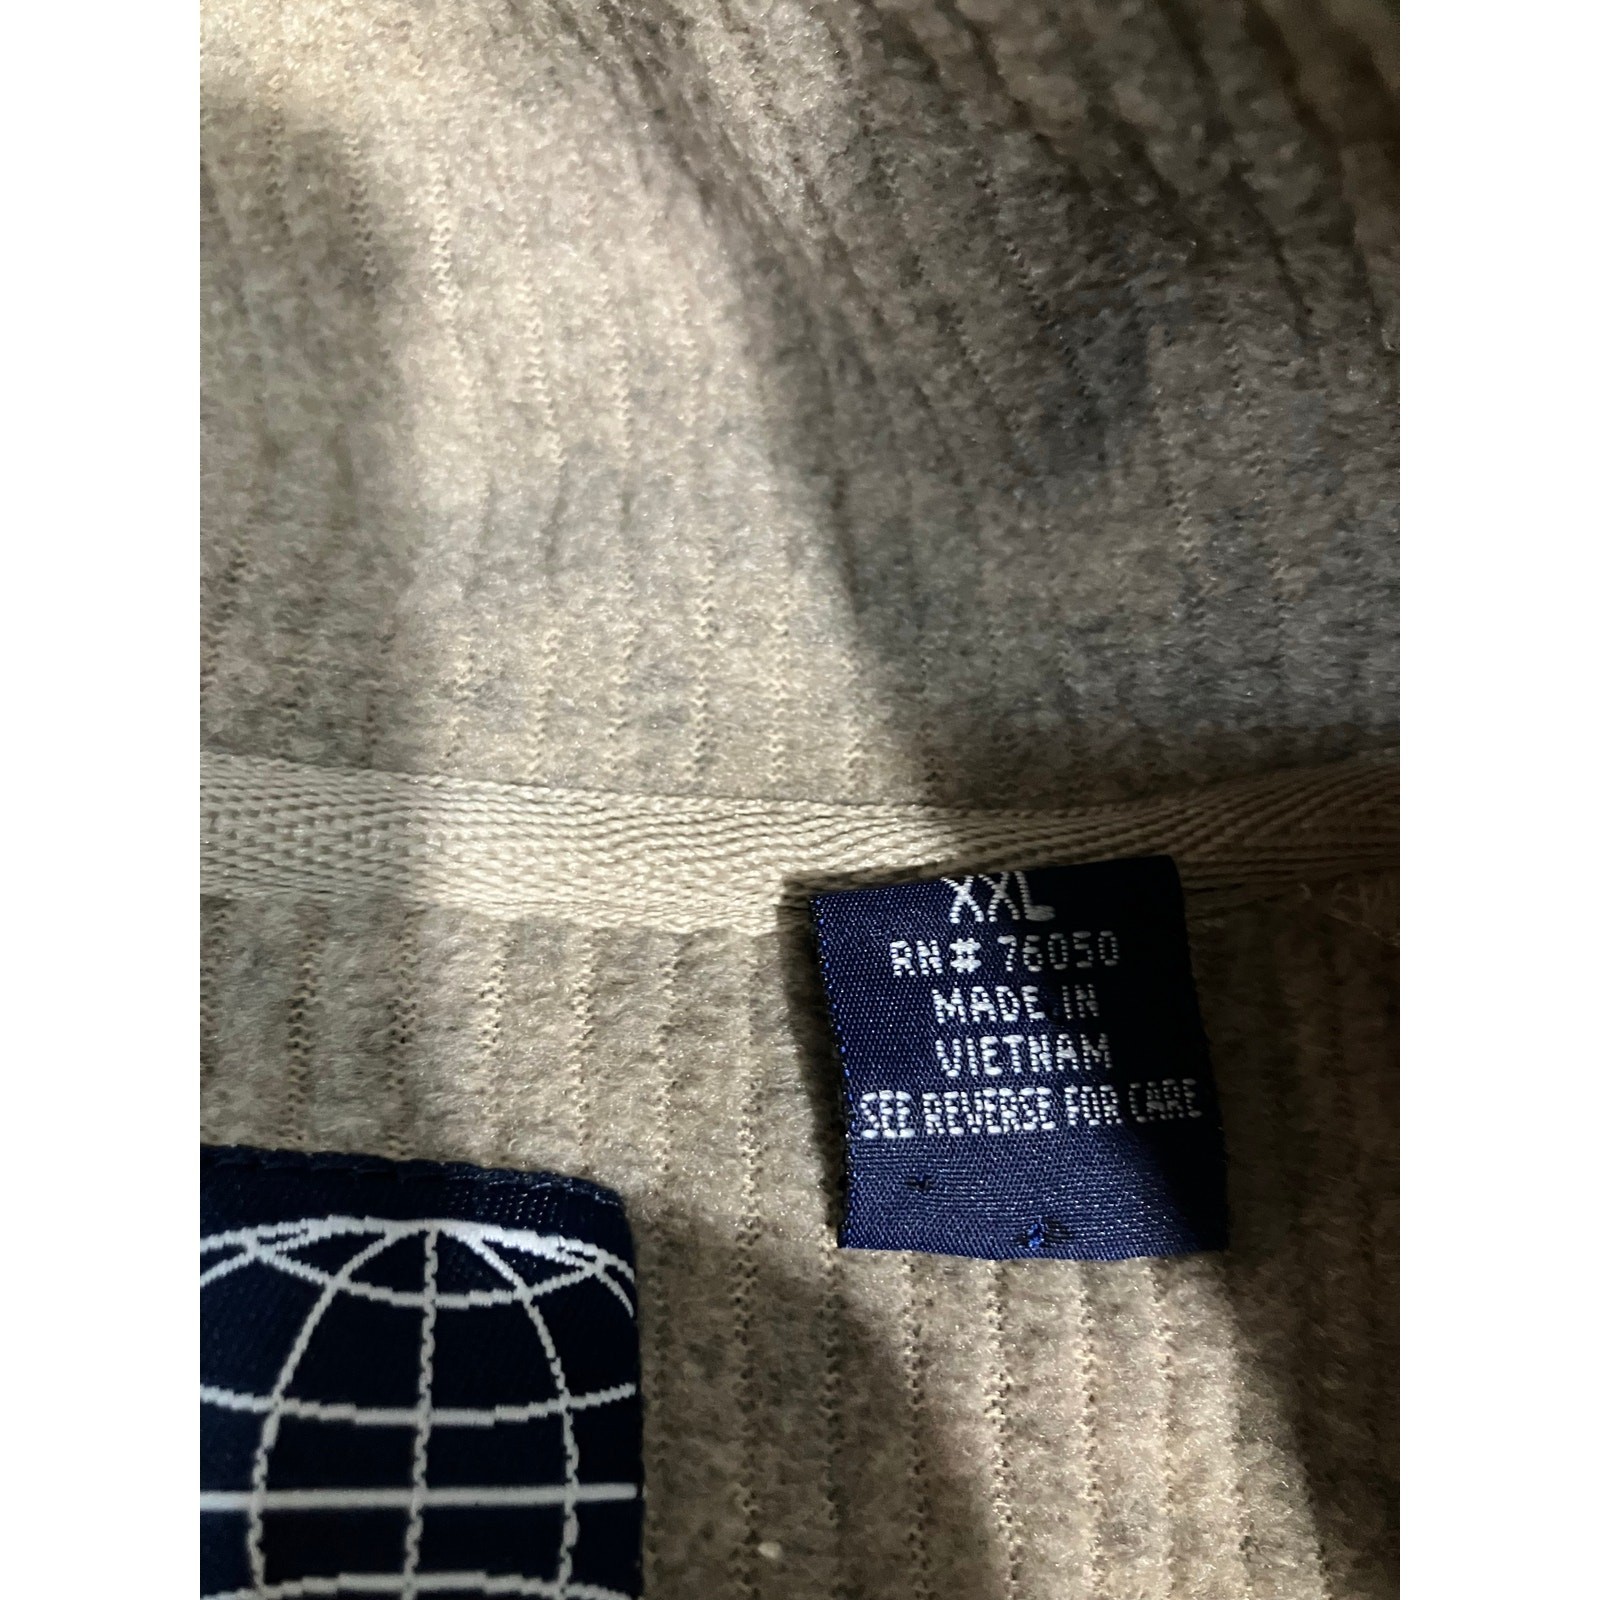 XXL
RN# 76050
MADE IN
VIETNAM
SEE REVERSE FOR CARE